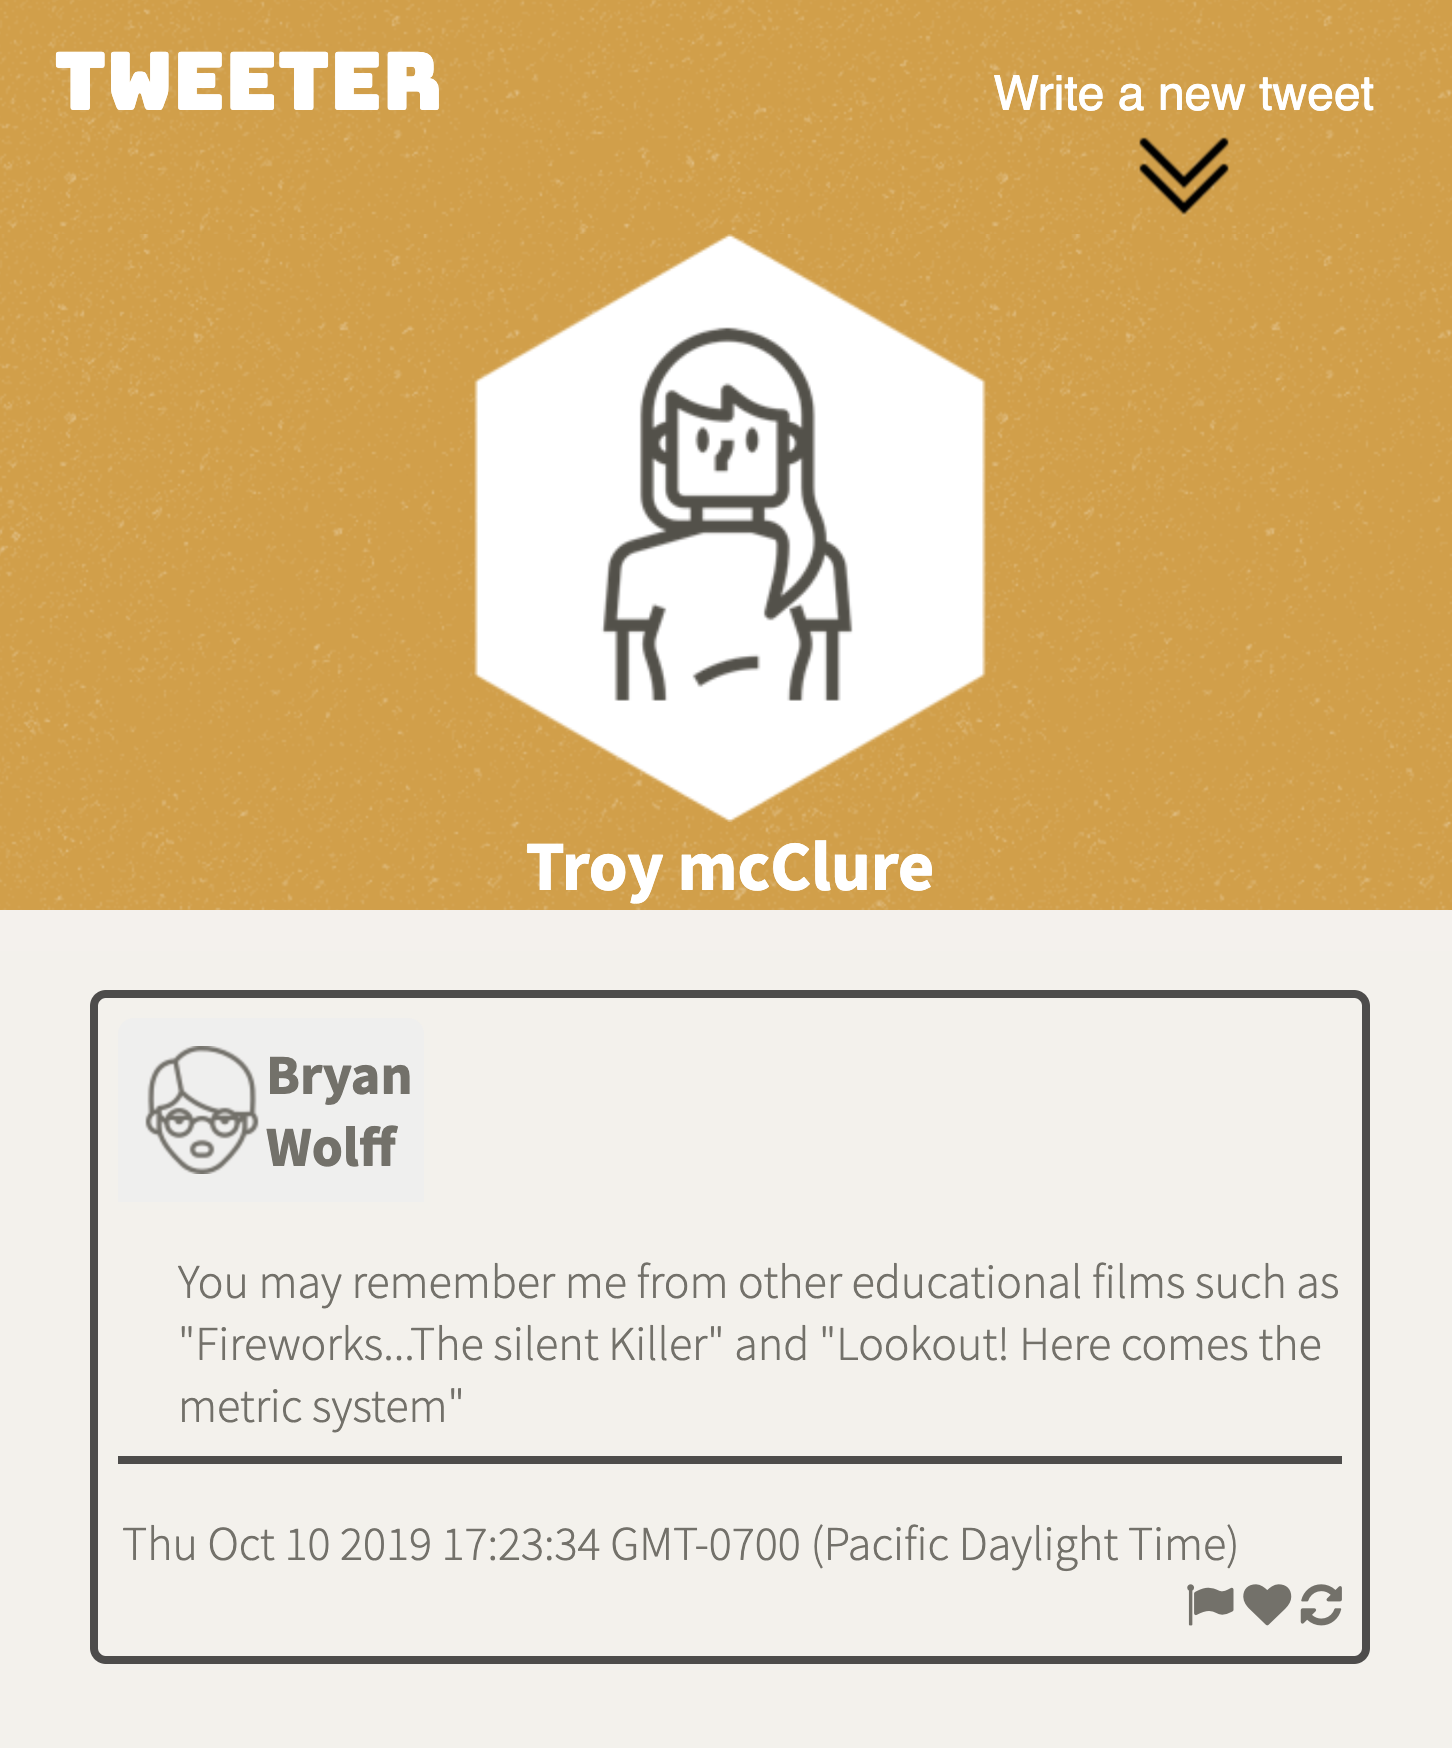 TWEETER
Write a new tweet
Troy mcClure
Bryan
Wolff
You may remember me from other educational films such as
"Fireworks...The silent Killer" and "Lookout! Here comes the
metric system"
Thu Oct 10 2019 17:23:34 GMT-0700 (Pacific Daylight Time)